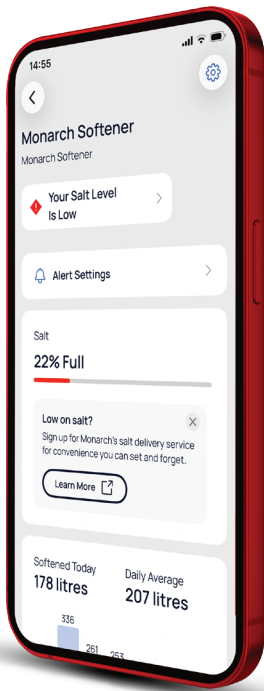 14:55
Monarch Softener
Monarch Softener
Your Salt Level
Is Low
Alert Settings
Salt
22% Full
Low on salt?
Sign up for Monarch's salt delivery service
for convenience you can set and forget.
Learn More
Softened Today
178 litres
Daily Average
207 litres
336
261
253